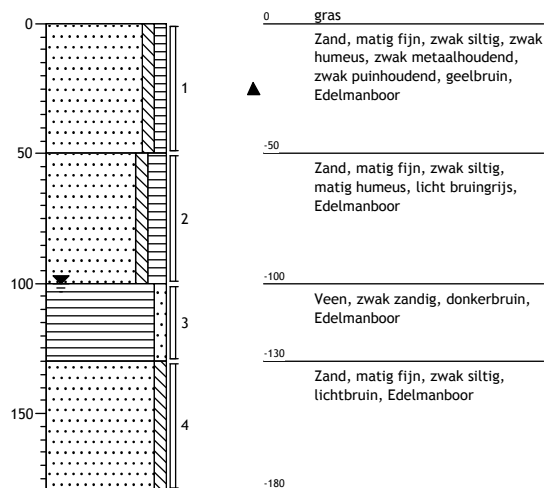 0
50
100
150
1
2
3
4
0 gras
Zand, matig fijn, zwak siltig, zwak
humeus, zwak metaalhoudend,
zwak puinhoudend, geelbruin,
Edelmanboor
-50
Zand, matig fijn, zwak siltig,
matig humeus, licht bruingrijs,
Edelmanboor
-100
Veen, zwak zandig, donkerbruin,
Edelmanboor
-130
Zand, matig fijn, zwak siltig,
lichtbruin, Edelmanboor
-180